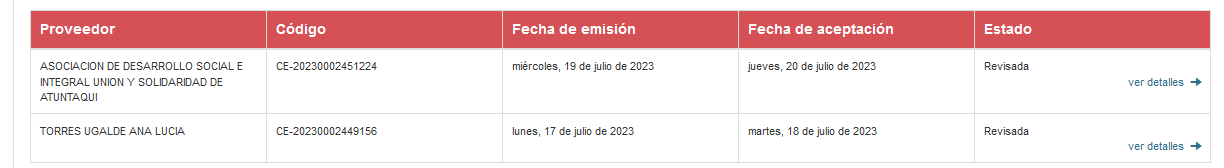 Proveedor Código Fecha de emisión Fecha de aceptación Estado
ASOCIACION DE DESARROLLO SOCIAL E CE-20230002451224 miércoles, 19 de julio de 2023 jueves, 20 de julio de 2023 Revisada
INTEGRAL UNION Y SOLIDARIDAD DE ver detalles →
ATUNTAQUI
TORRES UGALDE ANA LUCIA CE-20230002449156 lunes, 17 de julio de 2023 martes, 18 de julio de 2023 Revisada
ver detalles →